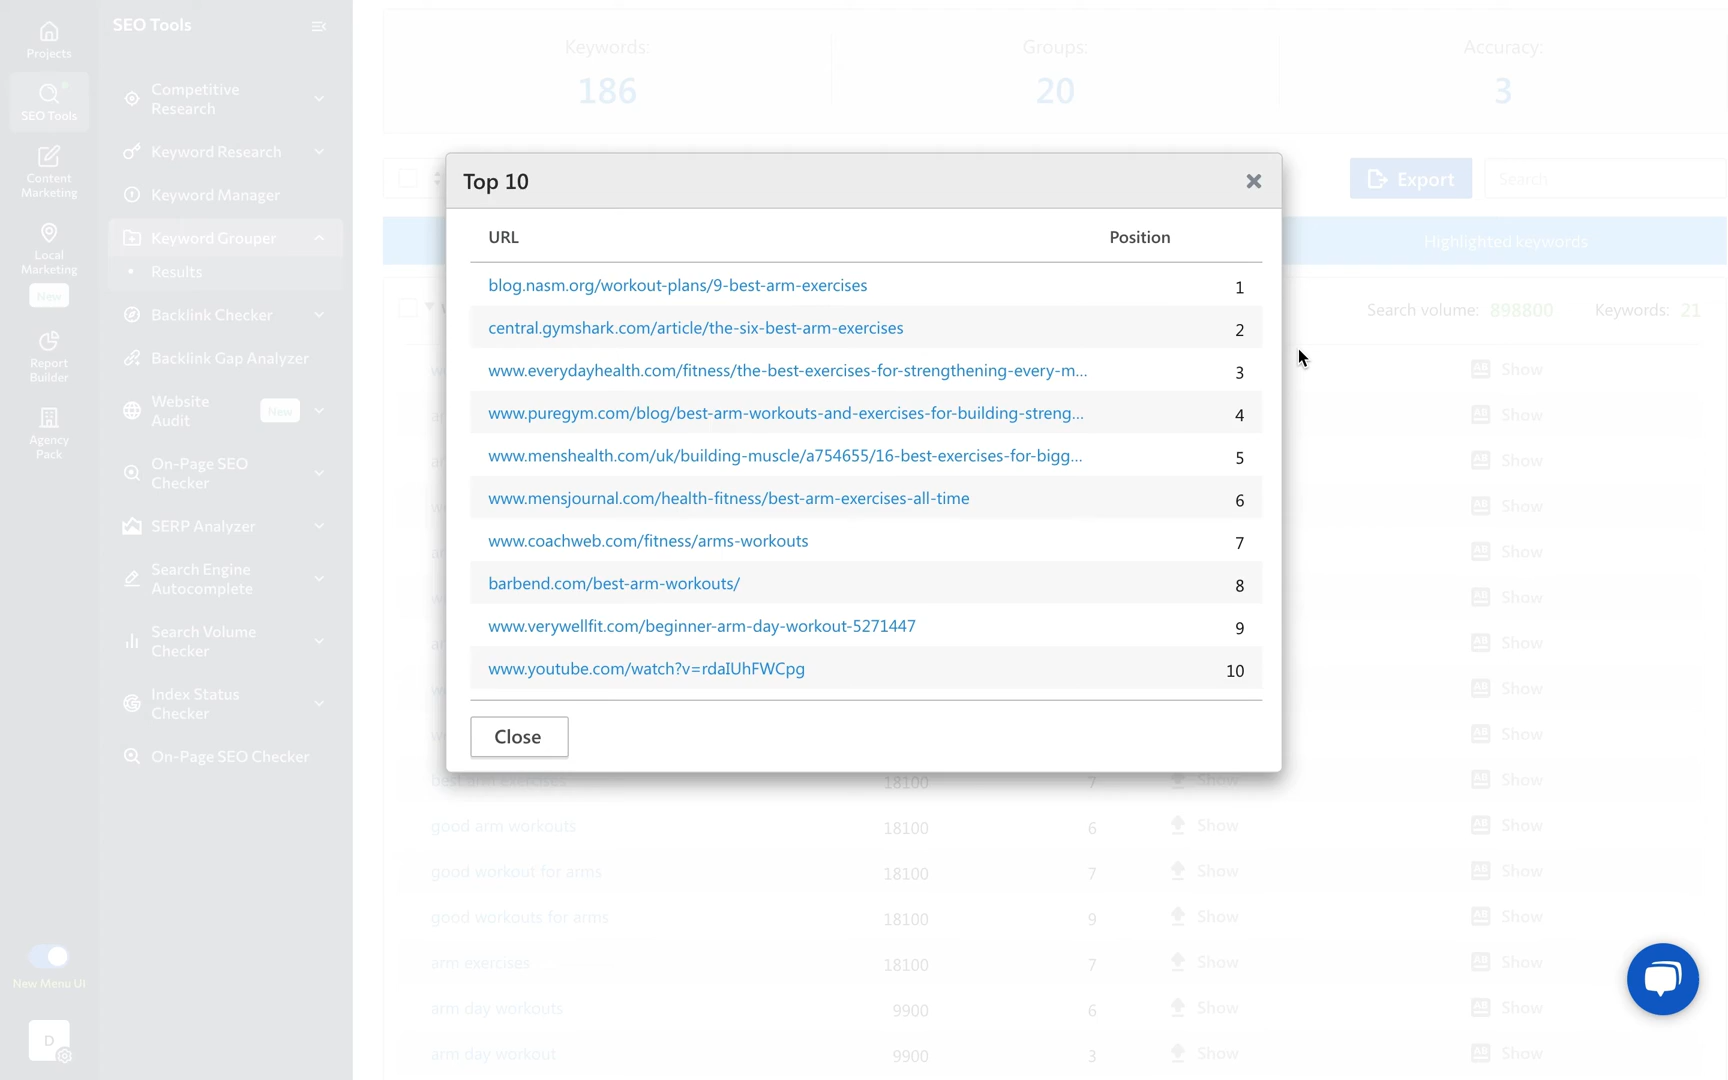 SEO Tools
Projects
SEO Tools
Content
Marketing
Local
Marketing
New
Report
Builder
Agency
Pack
New Menu UI
D
Competitive
Research
Keyword Research
Keyword Manager
Keyword Grouper
Results
Backlink Checker
Backlink Gap Analyzer
Website
Audit
New
On-Page SEO
Checker
SERP Analyzer
Search Engine
Autocomplete
Search Volume
Checker
Index Status
Checker
On-Page SEO Checker
Keywords: Groups: Accuracy:
186 20 3
Export Search
Highlighted keywords
Search volume: 898800 Keywords: 21
Top 10
URL Position
blog.nasm.org/workout-plans/9-best-arm-exercises 1
central.gymshark.com/article/the-six-best-arm-exercises 2
www.everydayhealth.com/fitness/the-best-exercises-for-strengthening-every-m... 3
www.puregym.com/blog/best-arm-workouts-and-exercises-for-building-streng... 4
www.menshealth.com/uk/building-muscle/a754655/16-best-exercises-for-bigg... 5
www.mensjournal.com/health-fitness/best-arm-exercises-all-time 6
www.coachweb.com/fitness/arms-workouts 7
barbend.com/best-arm-workouts/ 8
www.verywellfit.com/beginner-arm-day-workout-5271447 9
www.youtube.com/watch?v=rdaIUhFWCpg 10
Close
Show
Show
Show
Show
Show
Show
Show
Show
Show
best arm exercises 18100 7 Show Show
good arm workouts 18100 6 Show Show
good workout for arms 18100 7 Show Show
good workouts for arms 18100 9 Show Show
arm exercises 18100 7 Show Show
arm day workouts 9900 6 Show Show
arm day workout 9900 3 Show Show